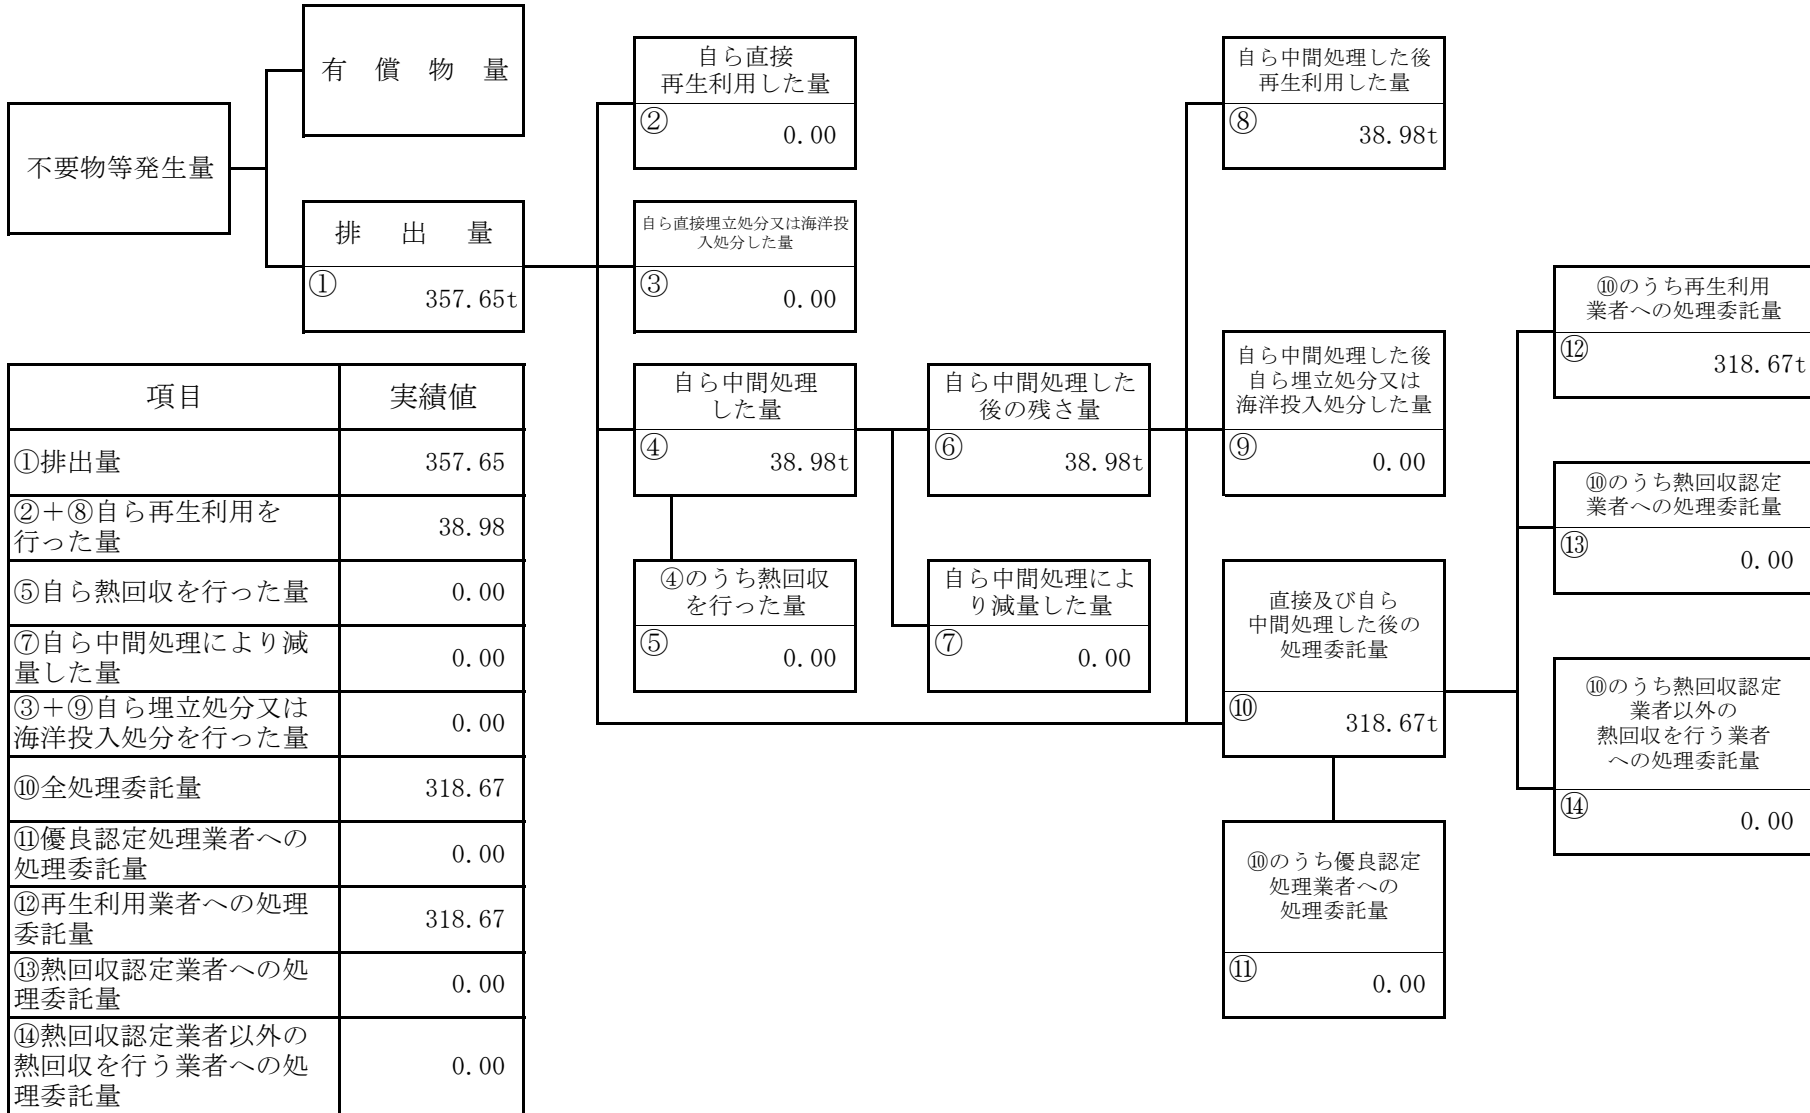 有償物量
不要物等発生量
排出量
①
357.65t
自ら直接
再生利用した量
②
0.00
自ら直接埋立処分又は海洋投
入処分した量
③
0.00
自ら中間処理
した量
④
38.98t
④のうち熱回収
を行った量
⑤
0.00
自ら中間処理した
後の残さ量
⑥
38.98t
自ら中間処理によ
り減量した量
⑦
0.00
自ら中間処理した後
再生利用した量
⑧
38.98t
自ら中間処理した後
自ら埋立処分又は
海洋投入処分した量
⑨
0.00
直接及び自ら
中間処理した後の
処理委託量
⑩
318.67t
⑩のうち優良認定
処理業者への
処理委託量
⑪
0.00
⑩のうち再生利用
業者への処理委託量
⑫
318.67t
⑩のうち熱回収認定
業者への処理委託量
⑬
0.00
⑩のうち熱回収認定
業者以外の
熱回収を行う業者
への処理委託量
⑭
0.00
項目 実績値
①排出量 357.65
②＋⑧自ら再生利用を
行った量 38.98
⑤自ら熱回収を行った量 0.00
⑦自ら中間処理により減
量した量 0.00
③＋⑨自ら埋立処分又は
海洋投入処分を行った量 0.00
⑩全処理委託量 318.67
⑪優良認定処理業者への
処理委託量 0.00
⑫再生利用業者への処理
委託量 318.67
⑬熱回収認定業者への処
理委託量 0.00
⑭熱回収認定業者以外の
熱回収を行う業者への処
理委託量 0.00